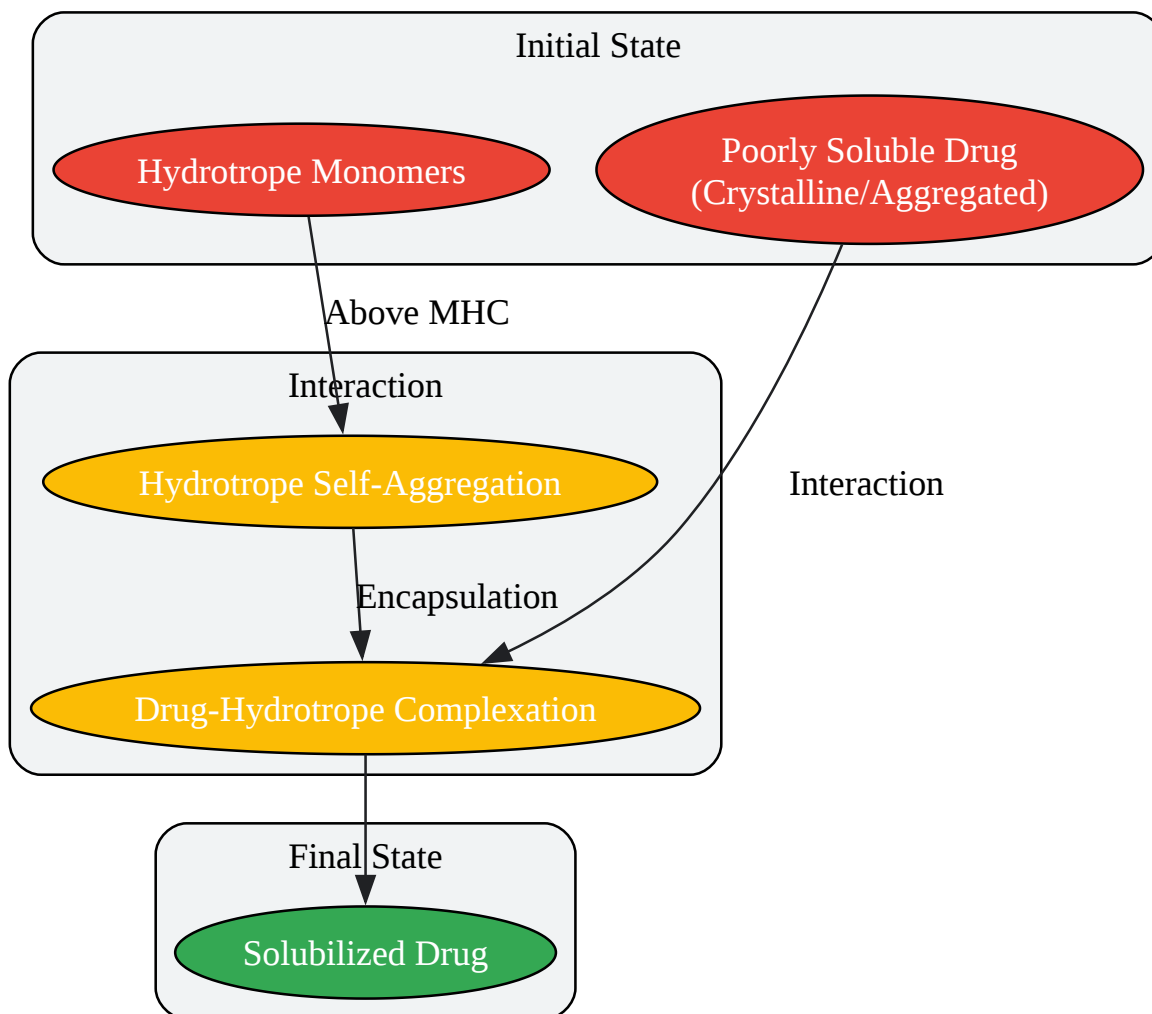 Initial State
Hydrotrope Monomers
Poorly Soluble Drug
(Crystalline/Aggregated)
Above MHC
Interaction
Hydrotrope Self-Aggregation
Interaction
Encapsulation
Drug-Hydrotrope Complexation
Final State
Solubilized Drug